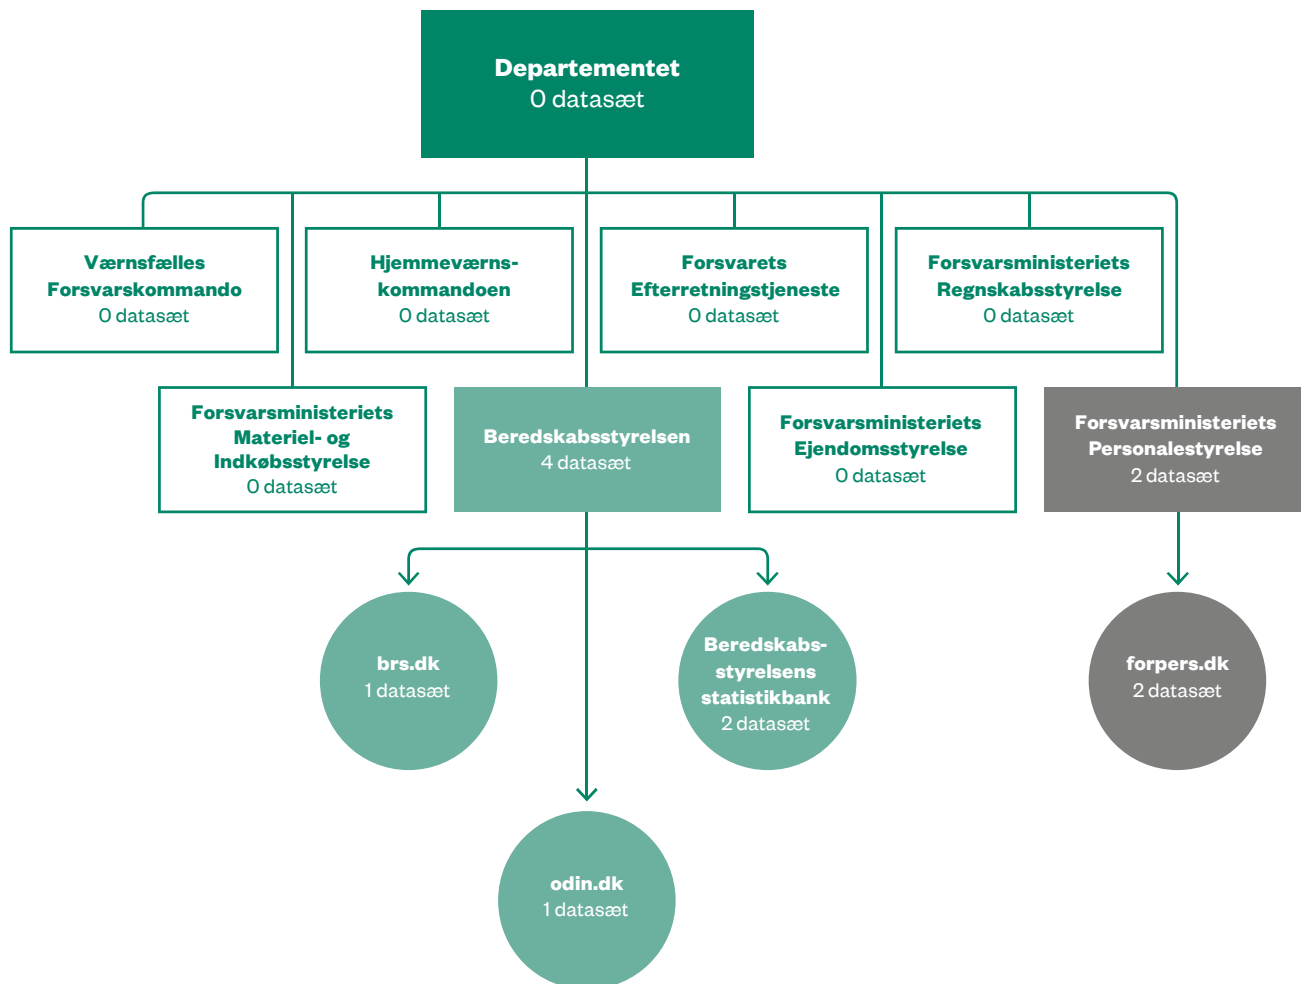 Departementet
0 datasæt
Værnsfælles
Forsvarskommando
0 datasæt
Hjemmeværns-
kommandoen
0 datasæt
Forsvarets
Efterretningstjeneste
0 datasæt
Forsvarsministeriets
Regnskabsstyrelse
0 datasæt
Forsvarsministeriets
Materiel- og
Indkøbsstyrelse
0 datasæt
Beredskabsstyrelsen
4 datasæt
Forsvarsministeriets
Ejendomsstyrelse
0 datasæt
Forsvarsministeriets
Personalestyrelse
2 datasæt
brs.dk
1 datasæt
Beredskabs-
styrelsens
statistikbank
2 datasæt
forpers.dk
2 datasæt
odin.dk
1 datasæt